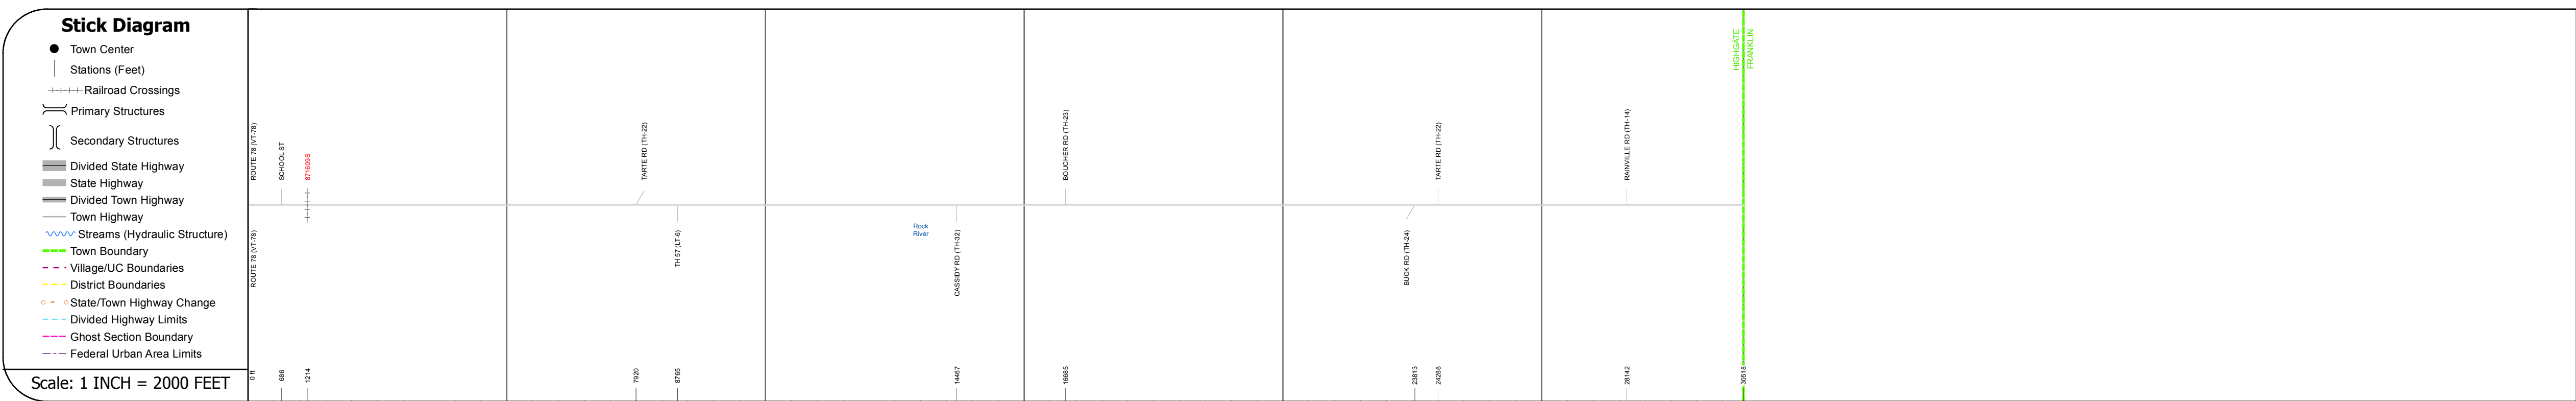 Stick Diagram
Town Center
Stations (Feet)
Railroad Crossings
Primary Structures
Secondary Structures
Divided State Highway
State Highway
Divided Town Highway
Town Highway
Streams (Hydraulic Structure)
Town Boundary
Village/UC Boundaries
District Boundaries
State/Town Highway Change
Divided Highway Limits
Ghost Section Boundary
Federal Urban Area Limits
Scale: 1 INCH = 2000 FEET
ROUTE 78 (VT-78)
SCHOOL ST
871609S
TARTE RD (TH-22)
BOUCHER RD (TH-23)
TARTE RD (TH-22)
RAINVILLE RD (TH-14)
HIGHGATE
FRANKLIN
ROUTE 78 (VT-78)
TH 57 (LT-6)
Rock
River
CASSIDY RD (TH-32)
BUCK RD (TH-24)
0 ft
686
1214
7920
8765
14467
16685
23813
24288
28142
30518